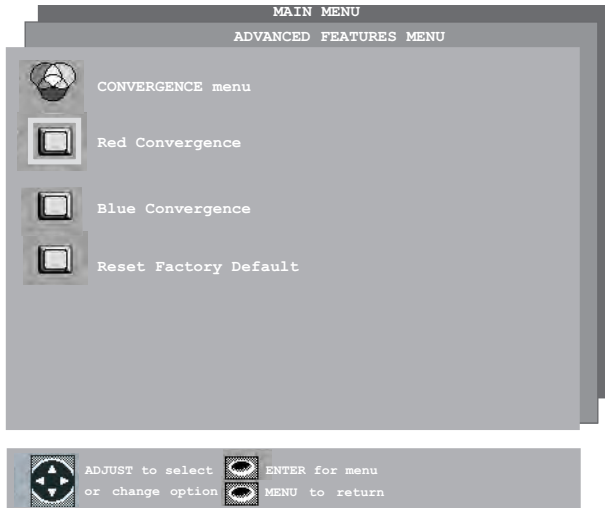 MAIN MENU
ADVANCED FEATURES MENU
CONVERGENCE menu
Red Convergence
Blue Convergence
Reset Factory Default
ADJUST to select ENTER for menu
or change option MENU to return